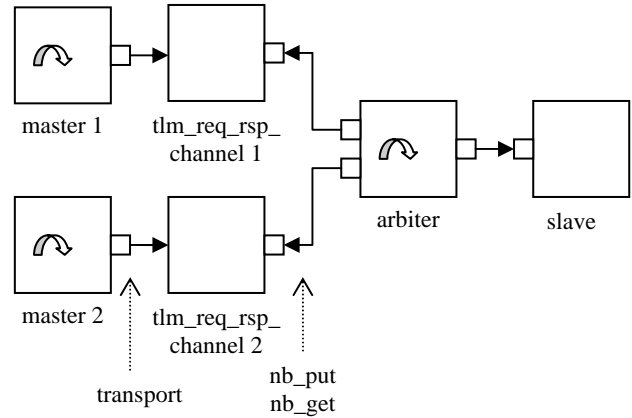 master 1
tlm_req_rsp_
channel 1
arbiter
slave
master 2
tlm_req_rsp_
channel 2
transport
nb_put
nb_get